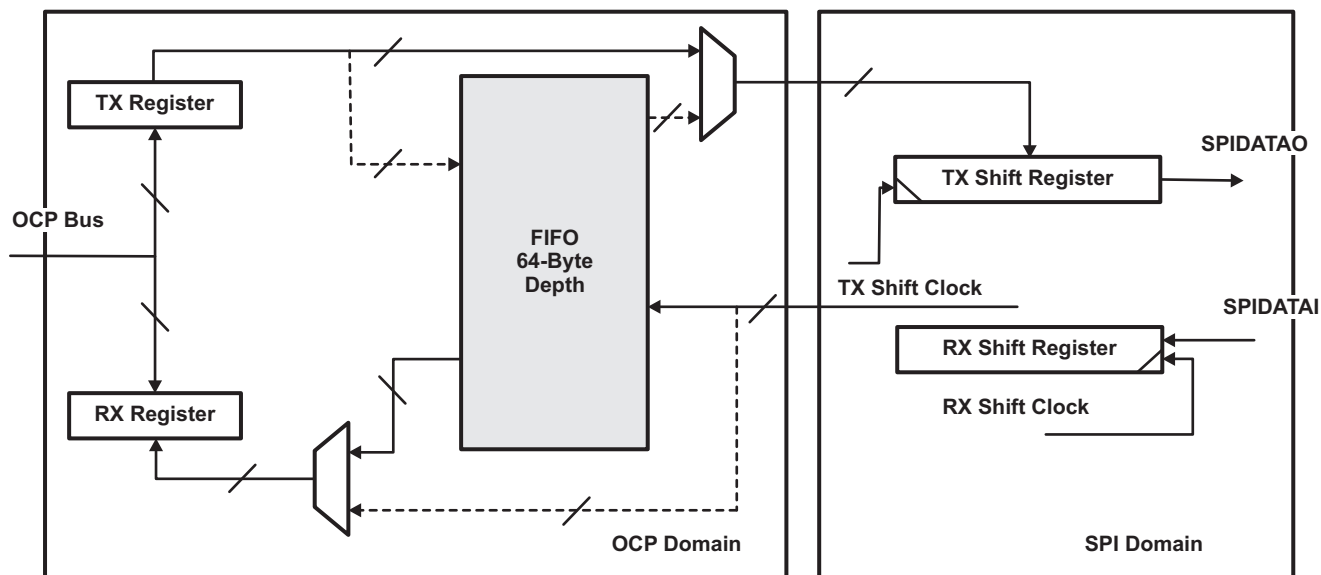 TX Register
SPIDATAO
TX Shift Register
OCP Bus
FIFO
64-Byte
Depth
TX Shift Clock
SPIDATAI
RX Shift Register
RX Register
RX Shift Clock
OCP Domain
SPI Domain